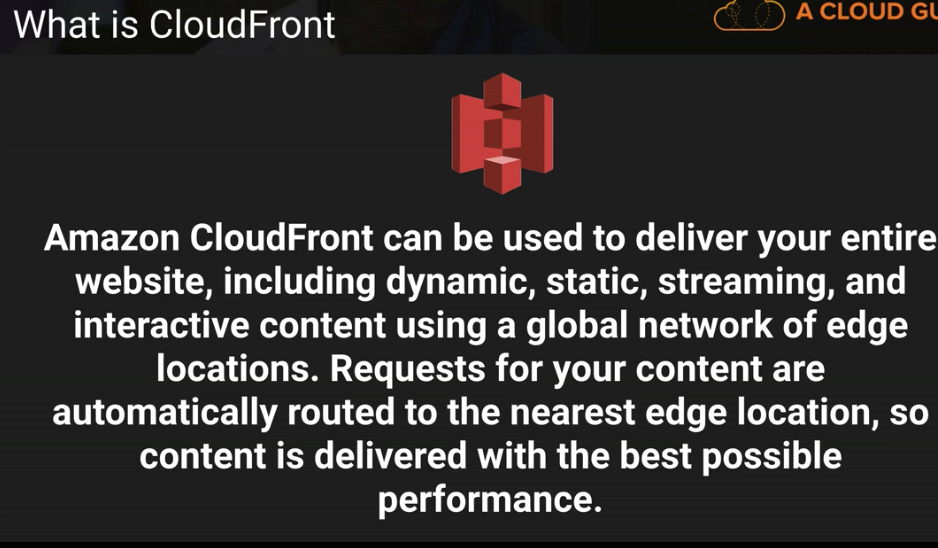 What is CloudFront
A CLOUD GU
Amazon CloudFront can be used to deliver your entire
website, including dynamic, static, streaming, and
interactive content using a global network of edge
locations. Requests for your content are
automatically routed to the nearest edge location, so
content is delivered with the best possible
performance.